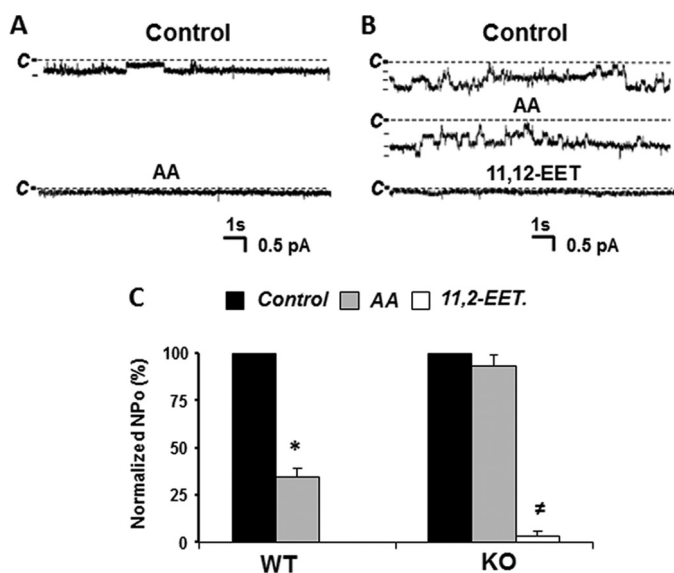 A
Control
C
AA
C
1s
0.5 pA
B
Control
C
AA
C
11,12-EET
C
1s
0.5 pA
C
Control AA 11,2-EET.
Normalized NPo (%)
100
75
50
25
0
*
≠
WT KO